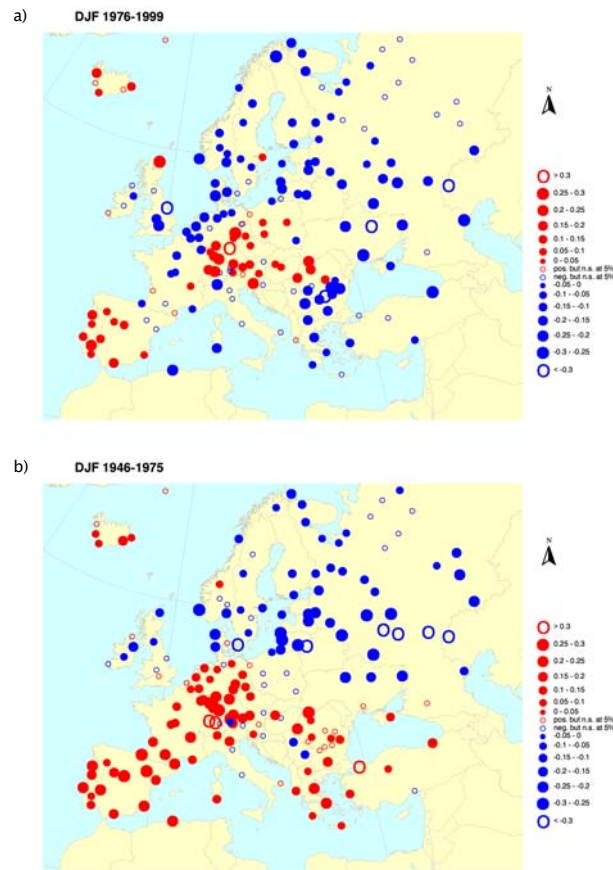 a)
DJF 1976-1999
N
> 0.3
0.25 - 0.3
0.2 - 0.25
0.15 - 0.2
0.1 - 0.15
0.05 - 0.1
0 - 0.05
pos. but n.s. at 5%
neg. but n.s. at 5%
-0.05 - 0
-0.1 - -0.05
-0.15 - -0.1
-0.2 - -0.15
-0.25 - -0.2
-0.3 - -0.25
< -0.3
b)
DJF 1946-1975
N
> 0.3
0.25 - 0.3
0.2 - 0.25
0.15 - 0.2
0.1 - 0.15
0.05 - 0.1
0 - 0.05
pos. but n.s. at 5%
neg. but n.s. at 5%
-0.05 - 0
-0.1 - -0.05
-0.15 - -0.1
-0.2 - -0.15
-0.25 - -0.2
-0.3 - -0.25
< -0.3